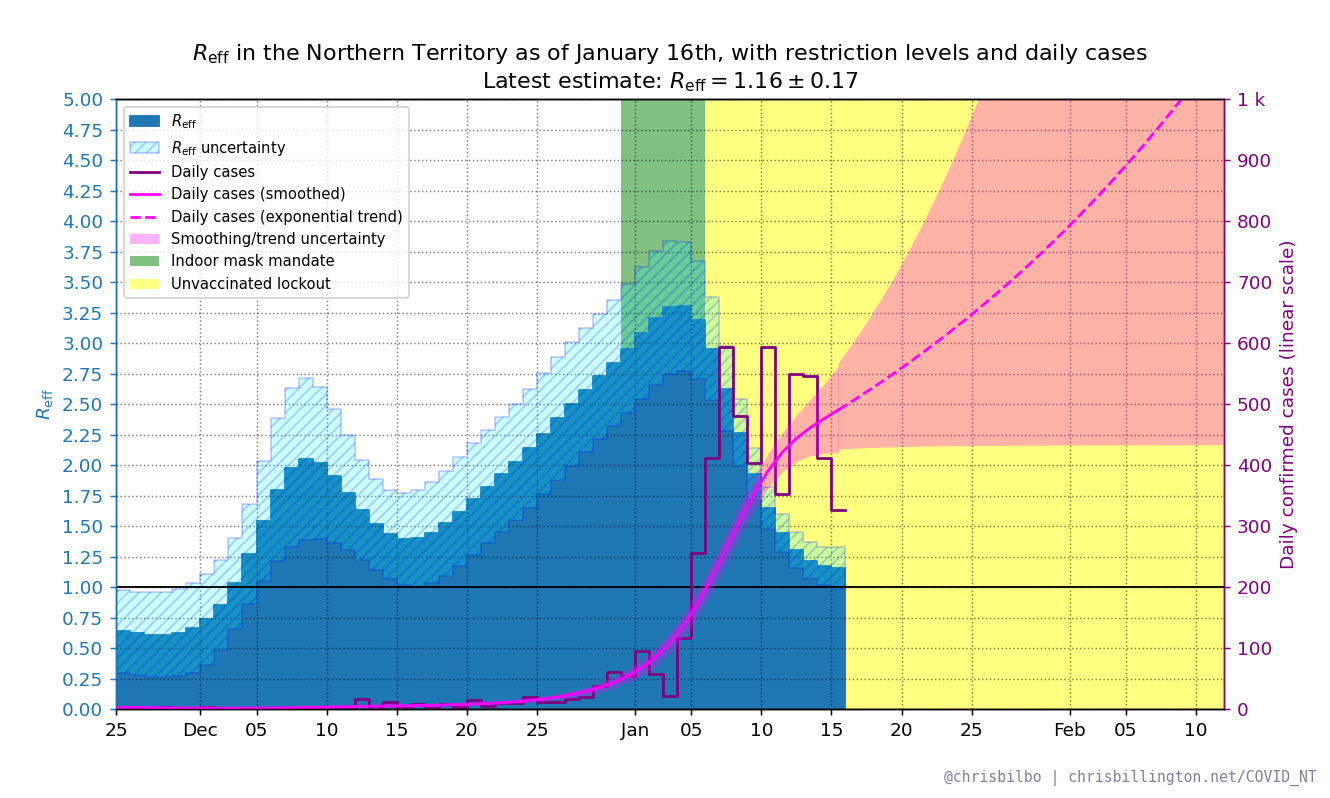 R_eff in the Northern Territory as of January 16th, with restriction levels and daily cases
Latest estimate: R_eff = 1.16 ± 0.17
R_eff
R_eff uncertainty
Daily cases
Daily cases (smoothed)
Daily cases (exponential trend)
Smoothing/trend uncertainty
Indoor mask mandate
Unvaccinated lockout
5.00
4.75
4.50
4.25
4.00
3.75
3.50
3.25
3.00
2.75
2.50
2.25
2.00
1.75
1.50
1.25
1.00
0.75
0.50
0.25
0.00
R_eff
1 k
900
800
700
600
500
400
300
200
100
0
Daily confirmed cases (linear scale)
25 Dec 05 10 15 20 25 Jan 05 10 15 20 25 Feb 05 10
@chrisbilbo | chrisbillington.net/COVID_NT